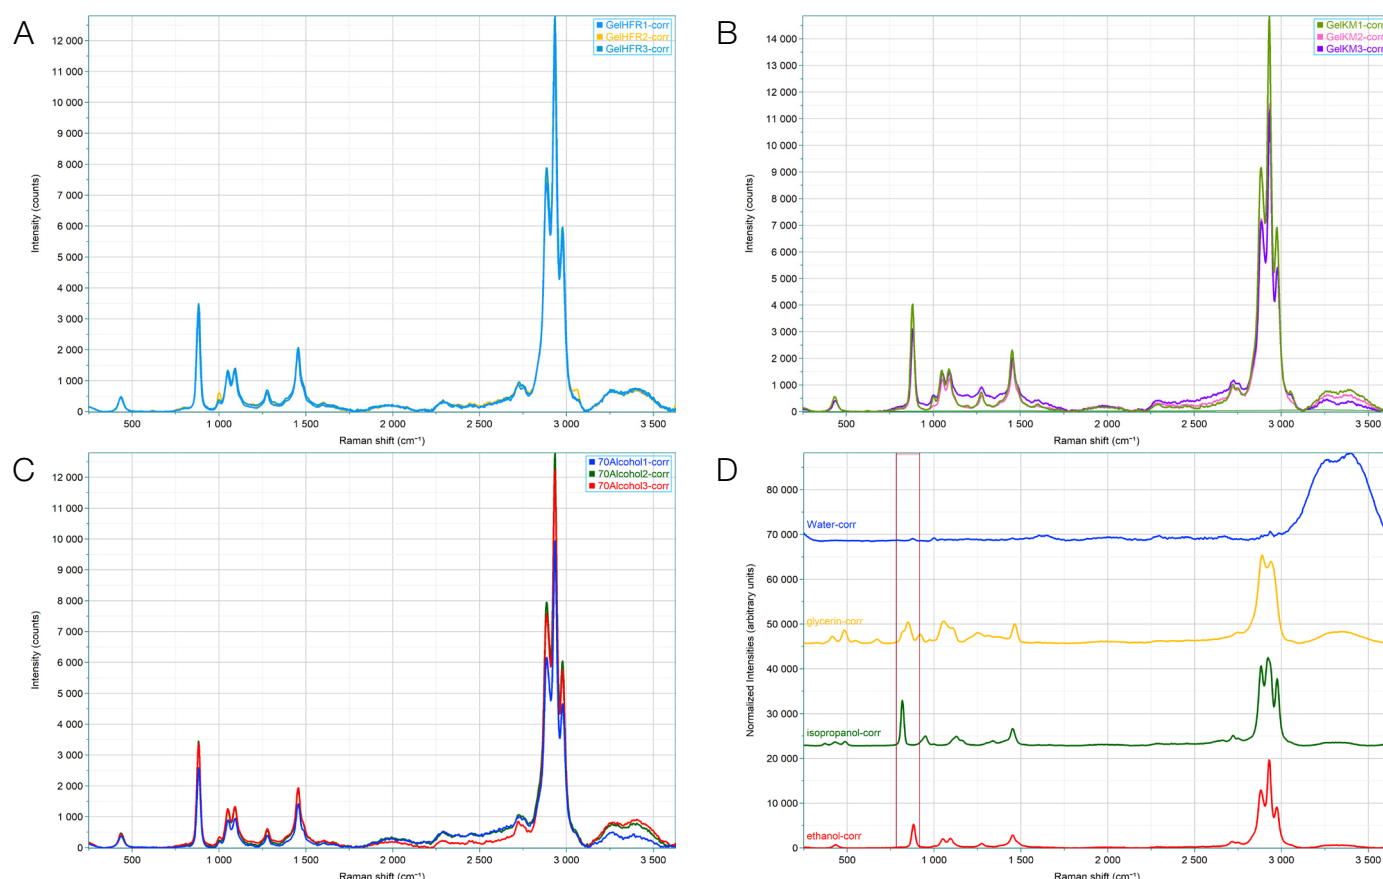 A
GelHFR1-corr
GelHFR2-corr
GelHFR3-corr
12 000
11 000
10 000
9 000
8 000
7 000
6 000
5 000
4 000
3 000
2 000
1 000
0
Intensity (counts)
500 1 000 1 500 2 000 2 500 3 000 3 500
Raman shift (cm⁻¹)
B
GelKM1-corr
GelKM2-corr
GelKM3-corr
14 000
13 000
12 000
11 000
10 000
9 000
8 000
7 000
6 000
5 000
4 000
3 000
2 000
1 000
0
Intensity (counts)
500 1 000 1 500 2 000 2 500 3 000 3 500
Raman shift (cm⁻¹)
C
70Alcohol1-corr
70Alcohol2-corr
70Alcohol3-corr
12 000
11 000
10 000
9 000
8 000
7 000
6 000
5 000
4 000
3 000
2 000
1 000
0
Intensity (counts)
500 1 000 1 500 2 000 2 500 3 000 3 500
Raman shift (cm⁻¹)
D
80 000
70 000
60 000
50 000
40 000
30 000
20 000
10 000
0
Normalized Intensities (arbitrary units)
Water-corr
glycerin-corr
isopropanol-corr
ethanol-corr
500 1 000 1 500 2 000 2 500 3 000 3 500
Raman shift (cm⁻¹)